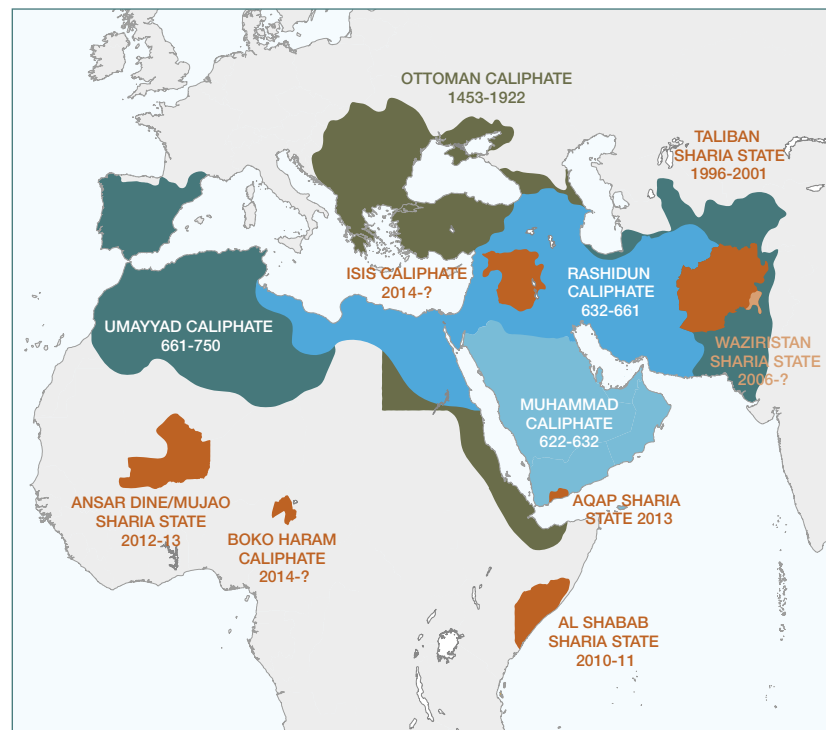 OTTOMAN CALIPHATE
1453-1922
TALIBAN
SHARIA STATE
1996-2001
ISIS CALIPHATE
2014-?
RASHIDUN
CALIPHATE
632-661
UMAYYAD CALIPHATE
661-750
WAZIRISTAN
SHARIA STATE
2006-?
MUHAMMAD
CALIPHATE
622-632
ANSAR DINE/MUJAO
SHARIA STATE
2012-13
BOKO HARAM
CALIPHATE
2014-?
AQAP SHARIA
STATE 2013
AL SHABAB
SHARIA STATE
2010-11